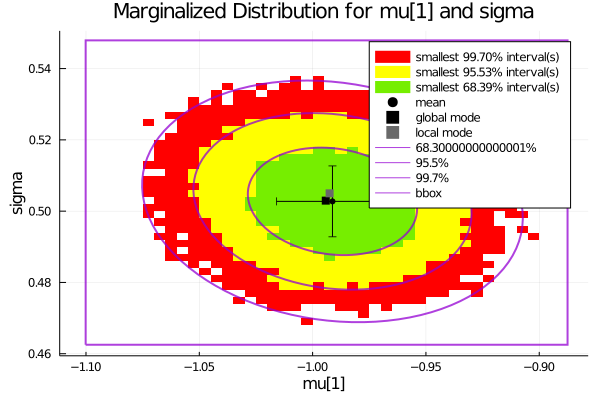 Marginalized Distribution for mu[1] and sigma
smallest 99.70% interval(s)
smallest 95.53% interval(s)
smallest 68.39% interval(s)
mean
global mode
local mode
68.30000000000001%
95.5%
99.7%
bbox
sigma
0.54
0.52
0.50
0.48
0.46
−1.10
−1.05
−1.00
−0.95
−0.90
mu[1]